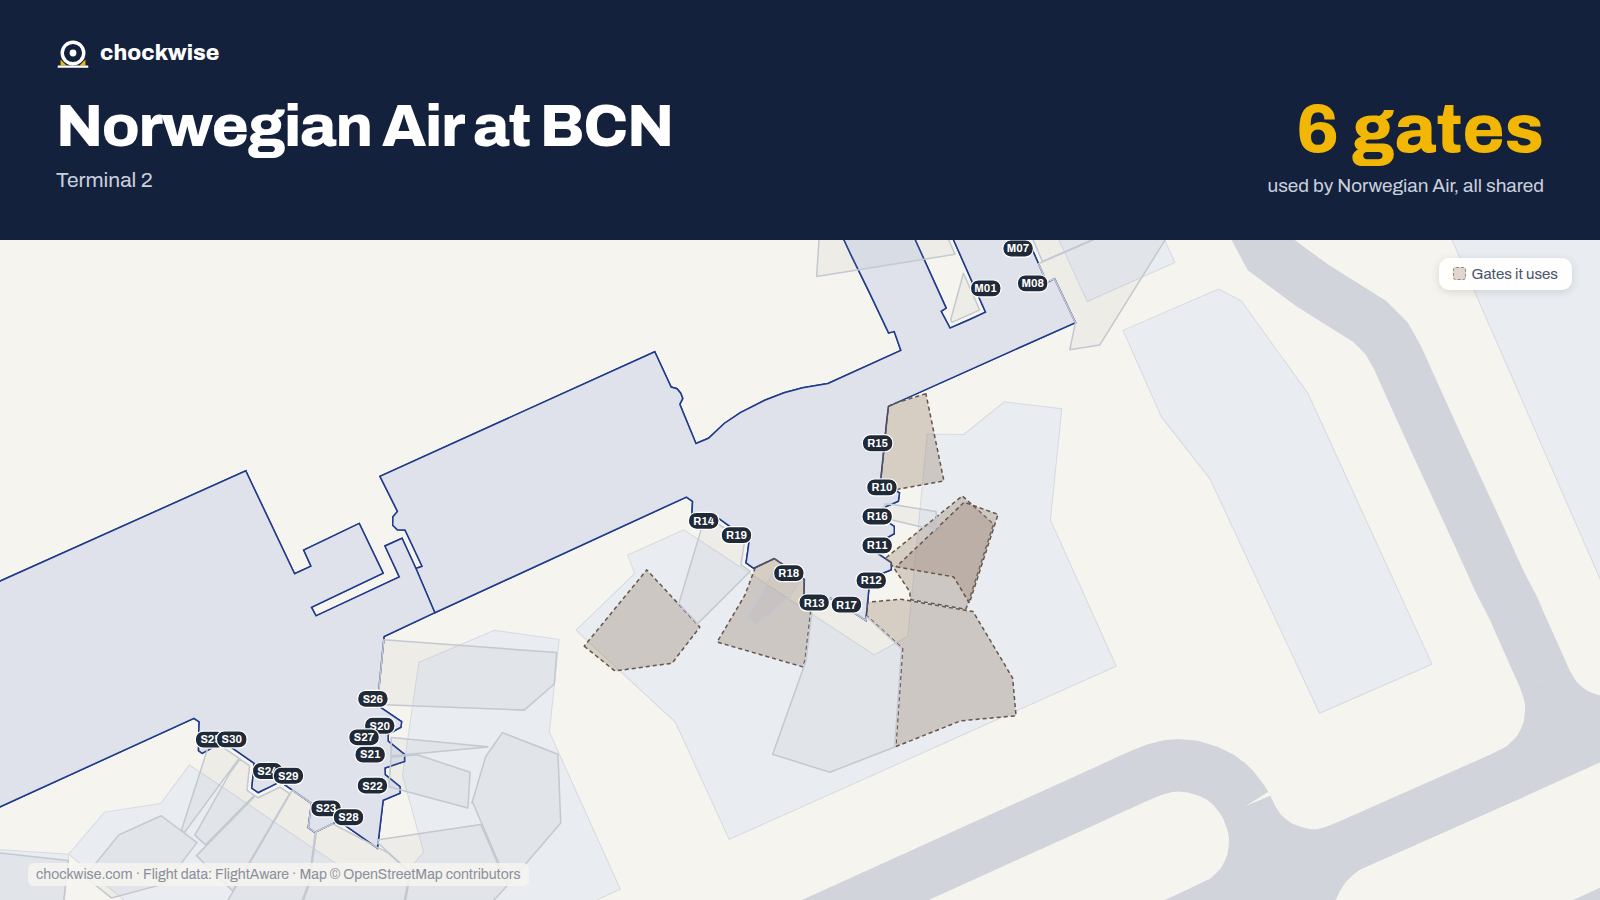 chockwise
Norwegian Air at BCN
Terminal 2
6 gates
used by Norwegian Air, all shared
Gates it uses
M07
M01
M08
R15
R10
R14
R16
R19
R11
R18
R12
R13
R17
S26
S20
S27
S30
S21
S29
S22
S23
S28
chockwise.com · Flight data: FlightAware · Map © OpenStreetMap contributors